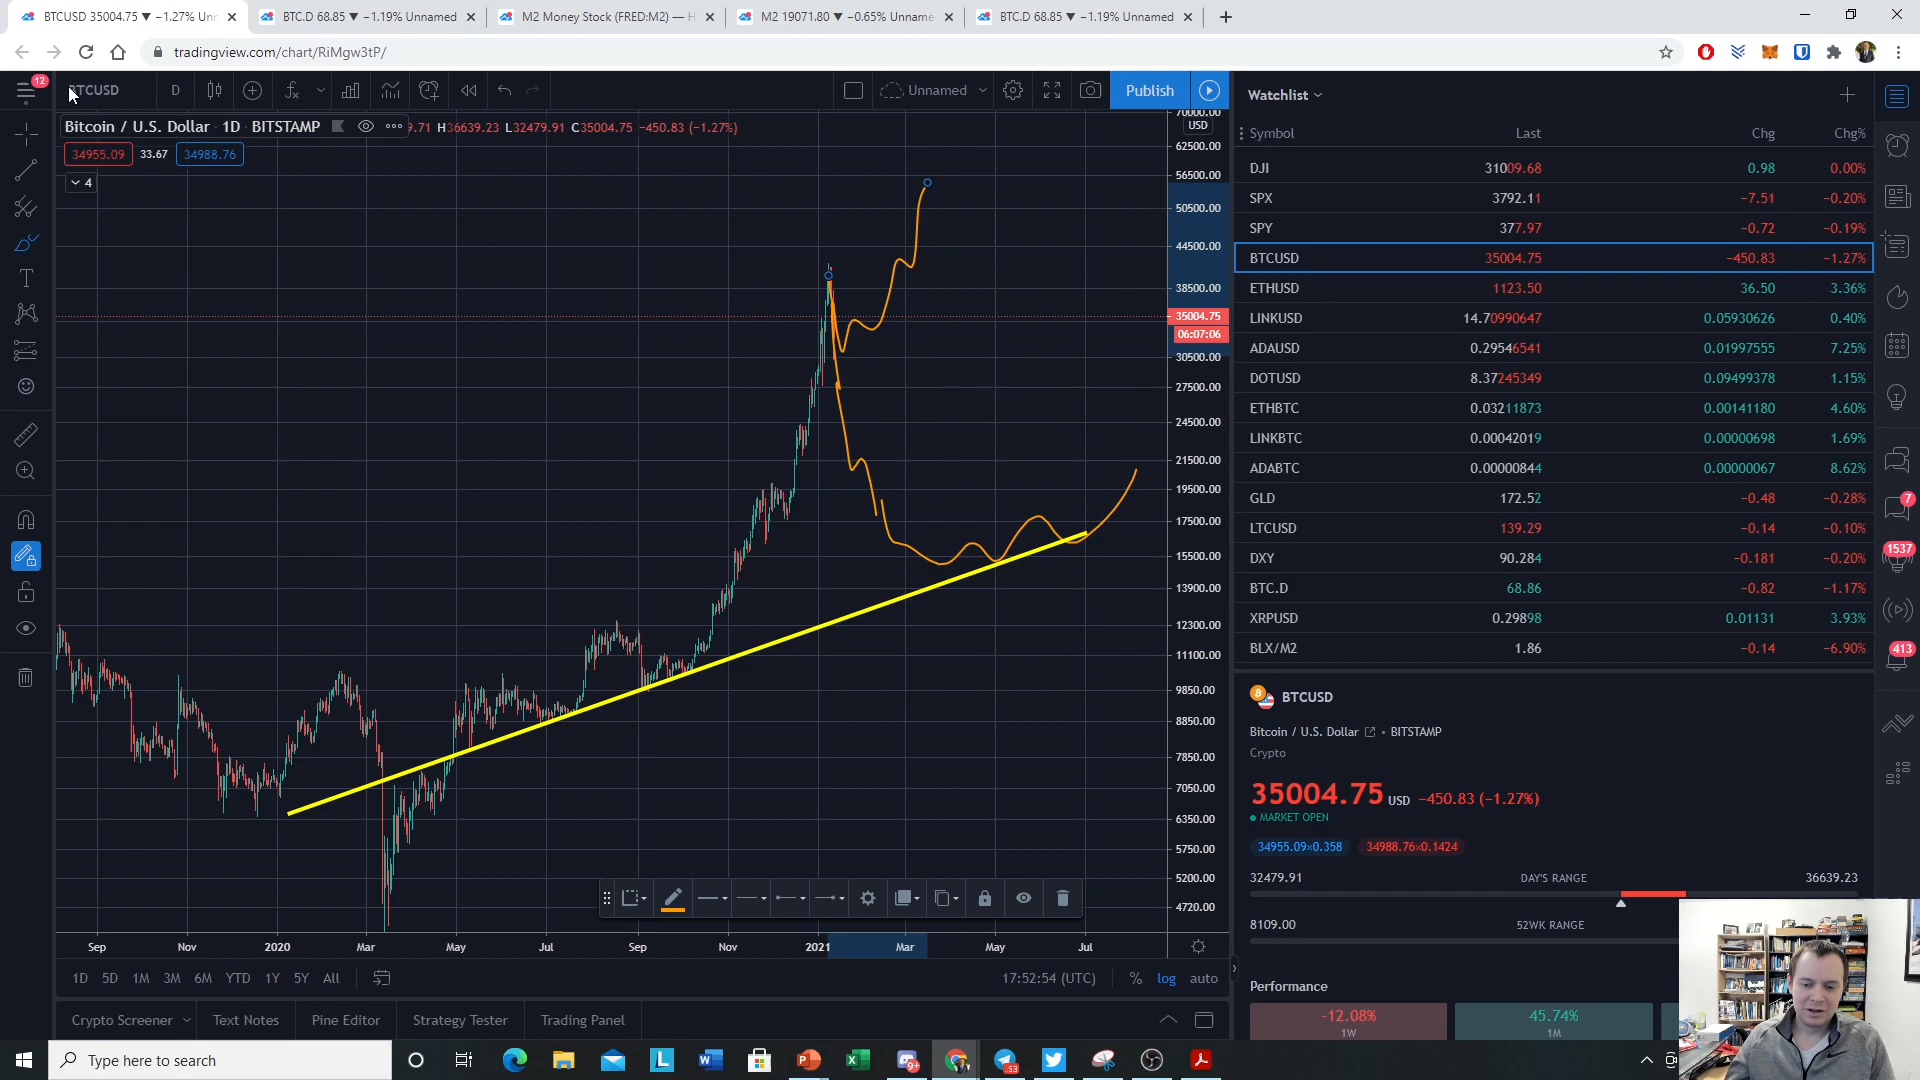 BTCUSD 35004.75 ▼ −1.27% Unn
BTC.D 68.85 ▼ −1.19% Unnamed
M2 Money Stock (FRED:M2) — H
M2 19071.80 ▼ −0.65% Unname
BTC.D 68.85 ▼ −1.19% Unnamed
tradingview.com/chart/RiMgw3tP/
12
BTCUSD
D
Unnamed
Publish
Bitcoin / U.S. Dollar · 1D · BITSTAMP
9.71 H36639.23 L32479.91 C35004.75 −450.83 (−1.27%)
34955.09 33.67 34988.76
4
70000.00
USD
62500.00
56500.00
50500.00
44500.00
38500.00
35004.75
06:07:06
30500.00
27500.00
24500.00
21500.00
19500.00
17500.00
15500.00
13900.00
12300.00
11100.00
9850.00
8850.00
7850.00
7050.00
6350.00
5750.00
5200.00
4720.00
Sep Nov 2020 Mar May Jul Sep Nov 2021 Mar May Jul
1D 5D 1M 3M 6M YTD 1Y 5Y All
17:52:54 (UTC) % log auto
Crypto Screener Text Notes Pine Editor Strategy Tester Trading Panel
Watchlist
Symbol Last Chg Chg%
DJI 31009.68 0.98 0.00%
SPX 3792.11 −7.51 −0.20%
SPY 377.97 −0.72 −0.19%
BTCUSD 35004.75 −450.83 −1.27%
ETHUSD 1123.50 36.50 3.36%
LINKUSD 14.70990647 0.05930626 0.40%
ADAUSD 0.29546541 0.01997555 7.25%
DOTUSD 8.37245349 0.09499378 1.15%
ETHBTC 0.03211873 0.00141180 4.60%
LINKBTC 0.00042019 0.00000698 1.69%
ADABTC 0.00000844 0.00000067 8.62%
GLD 172.52 −0.48 −0.28%
LTCUSD 139.29 −0.14 −0.10%
DXY 90.284 −0.181 −0.20%
BTC.D 68.86 −0.82 −1.17%
XRPUSD 0.29898 0.01131 3.93%
BLX/M2 1.86 −0.14 −6.90%
7
1537
413
BTCUSD
Bitcoin / U.S. Dollar • BITSTAMP
Crypto
35004.75 USD −450.83 (−1.27%)
MARKET OPEN
34955.09×0.358 34988.76×0.1424
32479.91 DAY'S RANGE 36639.23
8109.00 52WK RANGE
Performance
-12.08%
1W
45.74%
1M
Type here to search
9+
53